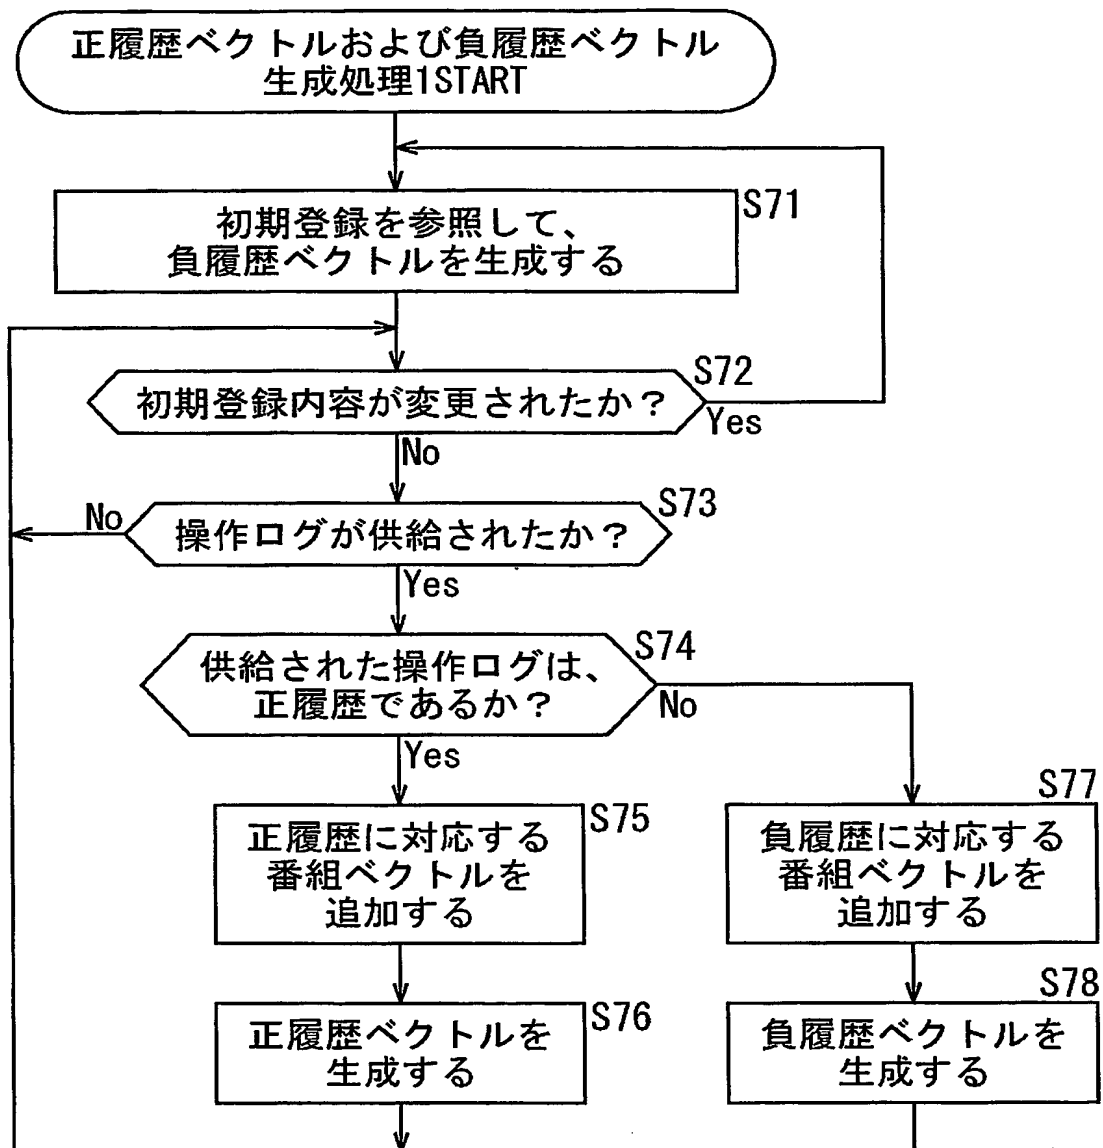 正履歴ベクトルおよび負履歴ベクトル
生成処理1START
S71
初期登録を参照して、
負履歴ベクトルを生成する
S72
初期登録内容が変更されたか？
Yes
No
S73
No
操作ログが供給されたか？
Yes
S74
供給された操作ログは、
正履歴であるか？
No
Yes
S75
正履歴に対応する
番組ベクトルを
追加する
S77
負履歴に対応する
番組ベクトルを
追加する
S76
正履歴ベクトルを
生成する
S78
負履歴ベクトルを
生成する